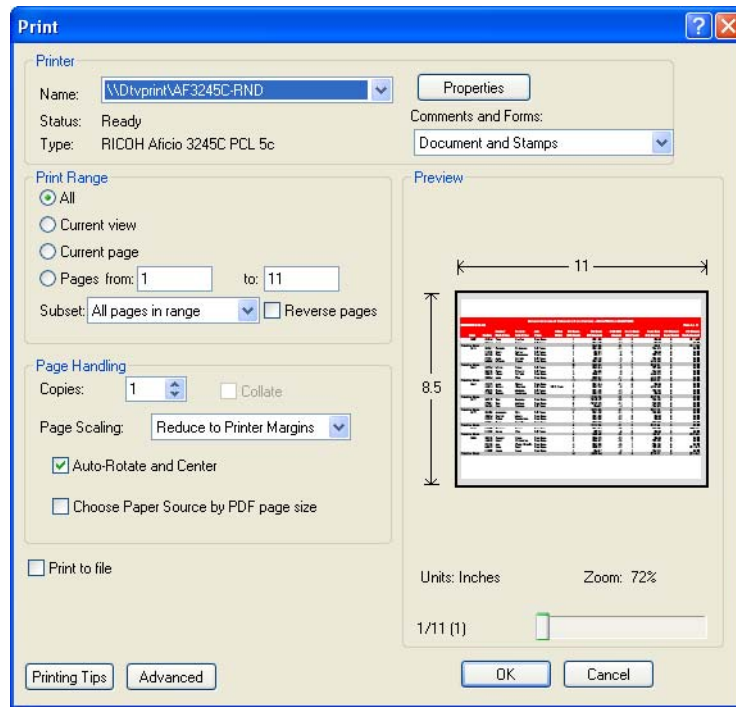 Print
Printer
Name: \\Dtvprint\AF3245C-RND
Properties
Status: Ready
Comments and Forms:
Type: RICOH Aficio 3245C PCL 5c
Document and Stamps
Print Range
All
Current view
Current page
Pages from: 1 to: 11
Subset: All pages in range
Reverse pages
Page Handling
Copies: 1
Collate
Page Scaling: Reduce to Printer Margins
Auto-Rotate and Center
Choose Paper Source by PDF page size
Print to file
Preview
11
8.5
Units: Inches Zoom: 72%
1/11 (1)
Printing Tips
Advanced
OK
Cancel